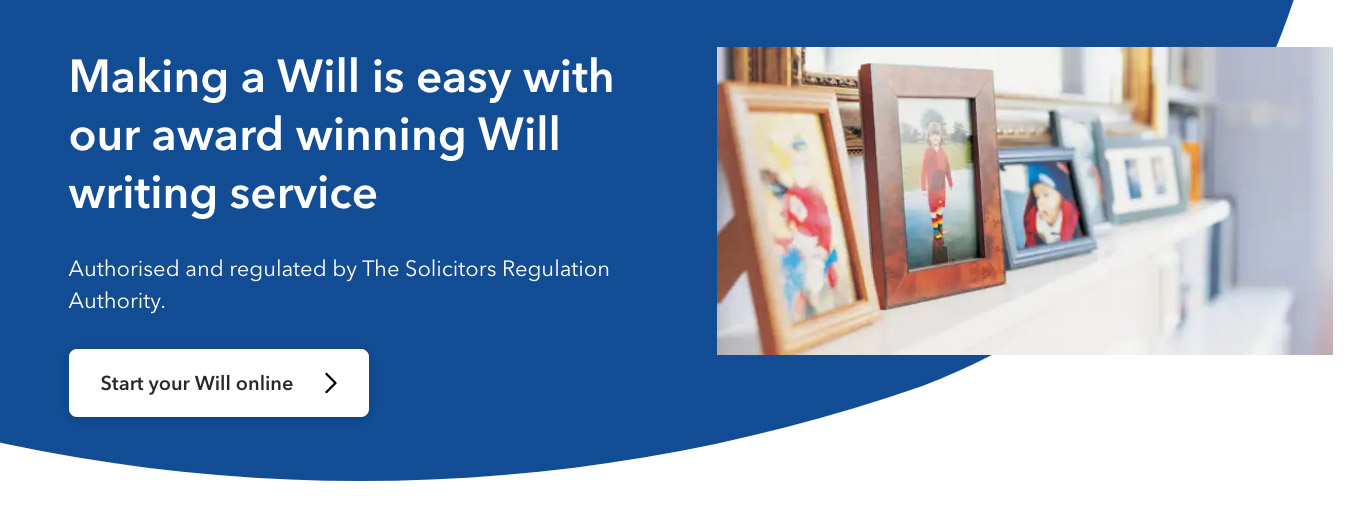 Making a Will is easy with
our award winning Will
writing service
Authorised and regulated by The Solicitors Regulation
Authority.
Start your Will online